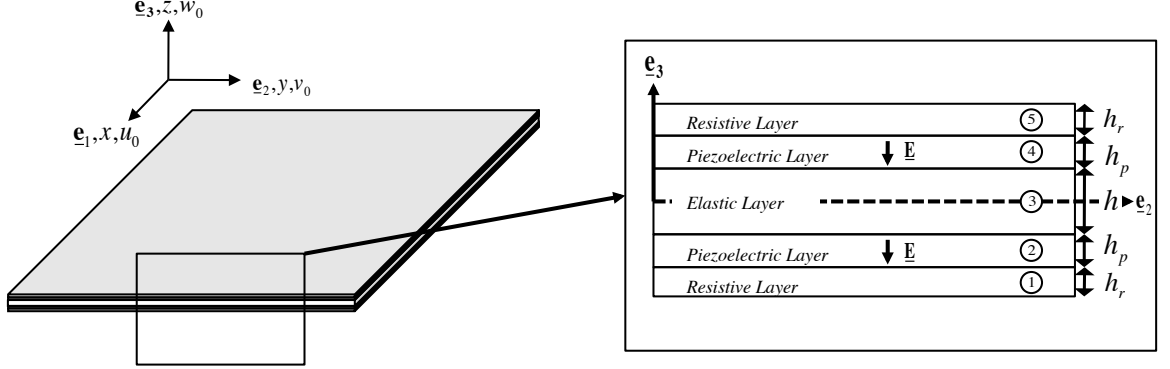 e3,z,w0
e2,y,v0
e1,x,u0
e3
Resistive Layer 5 hr
Piezoelectric Layer E 4 hp
Elastic Layer 3 h e2
Piezoelectric Layer E 2 hp
Resistive Layer 1 hr